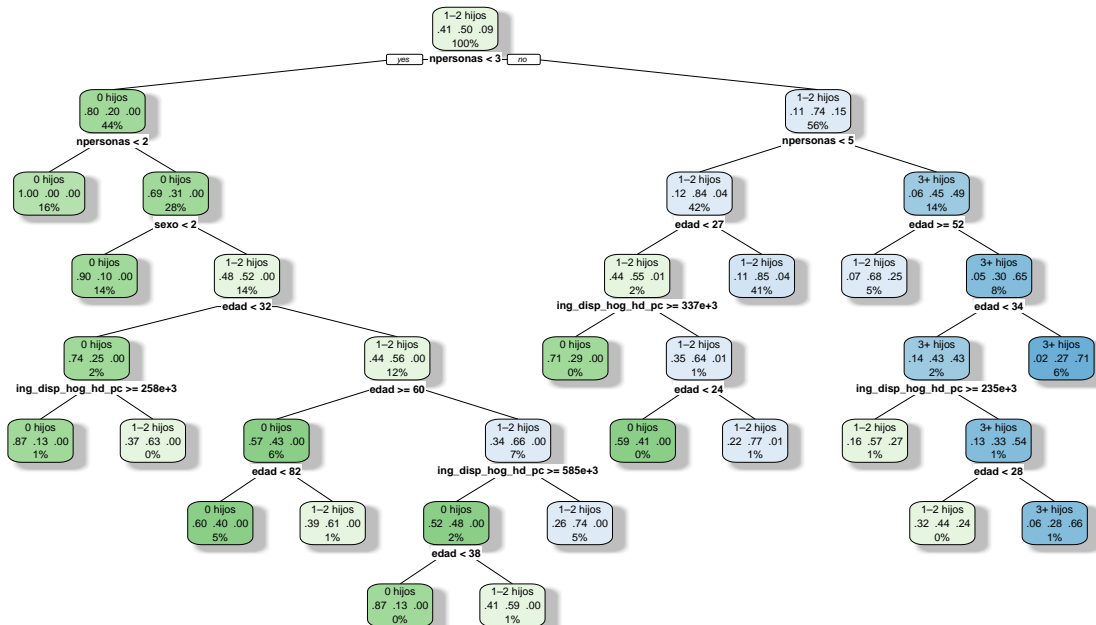 1–2 hijos
.41 .50 .09
100%
yes npersonas < 3 no
0 hijos
.80 .20 .00
44%
npersonas < 2
1–2 hijos
.11 .74 .15
56%
npersonas < 5
0 hijos
1.00 .00 .00
16%
0 hijos
.69 .31 .00
28%
sexo < 2
1–2 hijos
.12 .84 .04
42%
edad < 27
3+ hijos
.06 .45 .49
14%
edad >= 52
0 hijos
.90 .10 .00
14%
1–2 hijos
.48 .52 .00
14%
edad < 32
1–2 hijos
.44 .55 .01
2%
ing_disp_hog_hd_pc >= 337e+3
1–2 hijos
.11 .85 .04
41%
1–2 hijos
.07 .68 .25
5%
3+ hijos
.05 .30 .65
8%
edad < 34
0 hijos
.74 .25 .00
2%
ing_disp_hog_hd_pc >= 258e+3
1–2 hijos
.44 .56 .00
12%
edad >= 60
0 hijos
.71 .29 .00
0%
1–2 hijos
.35 .64 .01
1%
edad < 24
3+ hijos
.14 .43 .43
2%
ing_disp_hog_hd_pc >= 235e+3
3+ hijos
.02 .27 .71
6%
0 hijos
.87 .13 .00
1%
1–2 hijos
.37 .63 .00
0%
0 hijos
.57 .43 .00
6%
edad < 82
1–2 hijos
.34 .66 .00
7%
ing_disp_hog_hd_pc >= 585e+3
0 hijos
.59 .41 .00
0%
1–2 hijos
.22 .77 .01
1%
1–2 hijos
.16 .57 .27
1%
3+ hijos
.13 .33 .54
1%
edad < 28
0 hijos
.60 .40 .00
5%
1–2 hijos
.39 .61 .00
1%
0 hijos
.52 .48 .00
2%
edad < 38
1–2 hijos
.26 .74 .00
5%
1–2 hijos
.32 .44 .24
0%
3+ hijos
.06 .28 .66
1%
0 hijos
.87 .13 .00
0%
1–2 hijos
.41 .59 .00
1%